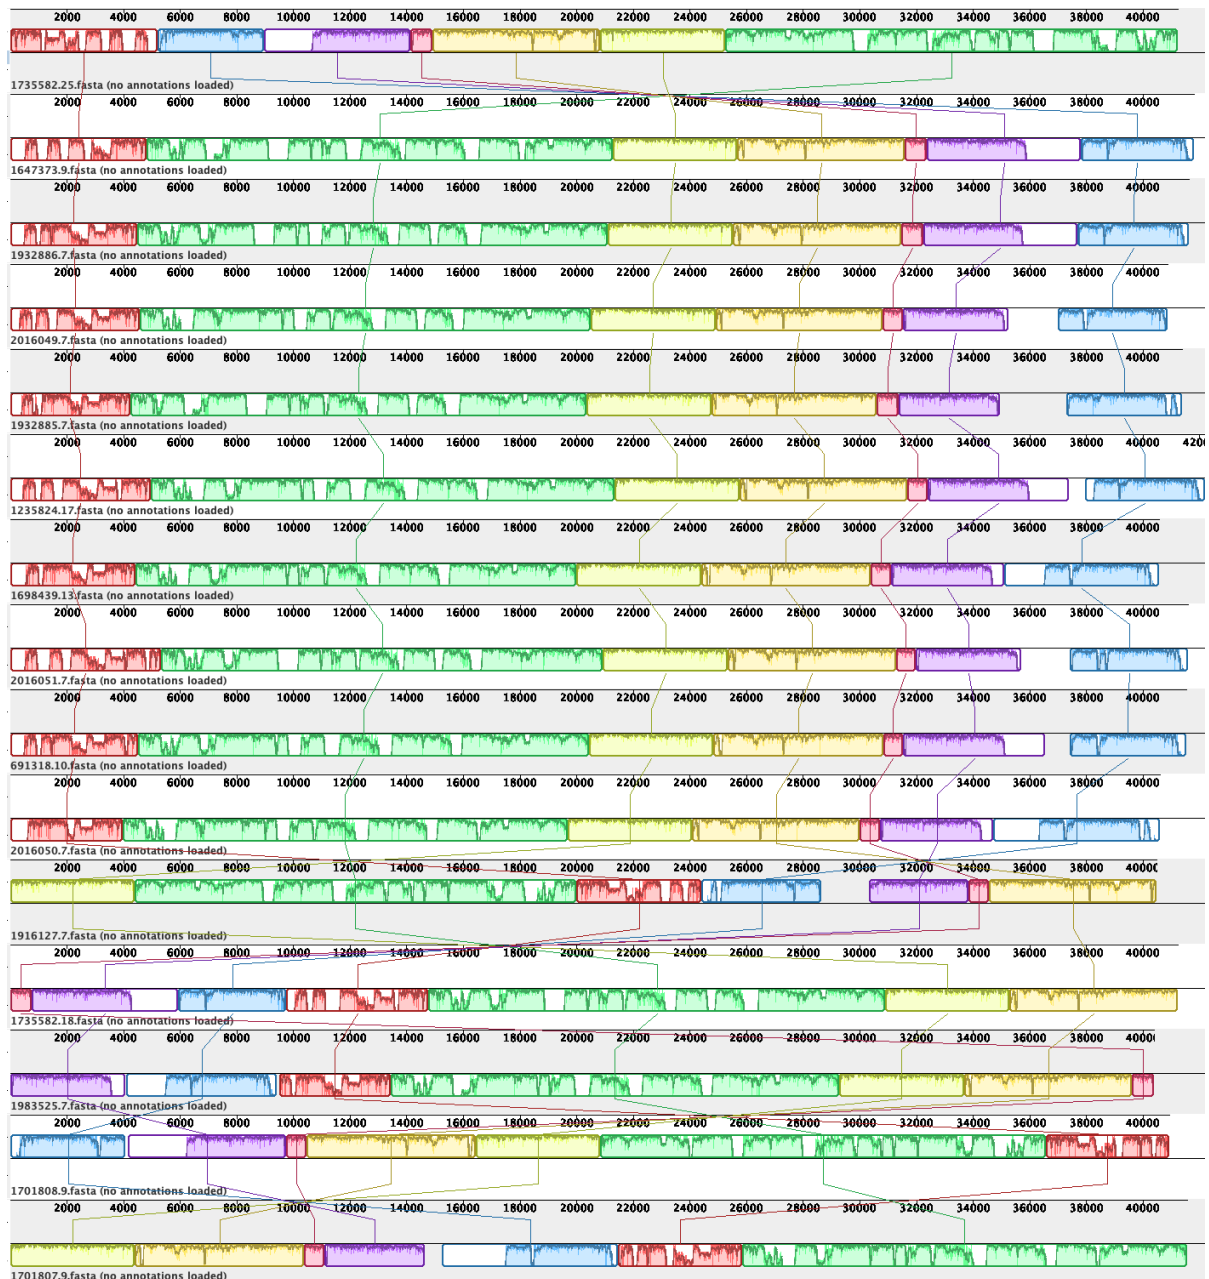 2000 4000 6000 8000 10000 12000 14000 16000 18000 20000 22000 24000 26000 28000 30000 32000 34000 36000 38000 40000
1735582.25.fasta (no annotations loaded)
2000 4000 6000 8000 10000 12000 14000 16000 18000 20000 22000 24000 26000 28000 30000 32000 34000 36000 38000 40000
1647373.9.fasta (no annotations loaded)
2000 4000 6000 8000 10000 12000 14000 16000 18000 20000 22000 24000 26000 28000 30000 32000 34000 36000 38000 40000
1932886.7.fasta (no annotations loaded)
2000 4000 6000 8000 10000 12000 14000 16000 18000 20000 22000 24000 26000 28000 30000 32000 34000 36000 38000 40000
2016049.7.fasta (no annotations loaded)
2000 4000 6000 8000 10000 12000 14000 16000 18000 20000 22000 24000 26000 28000 30000 32000 34000 36000 38000 40000
1932885.7.fasta (no annotations loaded)
2000 4000 6000 8000 10000 12000 14000 16000 18000 20000 22000 24000 26000 28000 30000 32000 34000 36000 38000 40000 4200
1235824.17.fasta (no annotations loaded)
2000 4000 6000 8000 10000 12000 14000 16000 18000 20000 22000 24000 26000 28000 30000 32000 34000 36000 38000 40000
1698439.13.fasta (no annotations loaded)
2000 4000 6000 8000 10000 12000 14000 16000 18000 20000 22000 24000 26000 28000 30000 32000 34000 36000 38000 40000
2016051.7.fasta (no annotations loaded)
2000 4000 6000 8000 10000 12000 14000 16000 18000 20000 22000 24000 26000 28000 30000 32000 34000 36000 38000 40000
691318.10.fasta (no annotations loaded)
2000 4000 6000 8000 10000 12000 14000 16000 18000 20000 22000 24000 26000 28000 30000 32000 34000 36000 38000 40000
2016050.7.fasta (no annotations loaded)
2000 4000 6000 8000 10000 12000 14000 16000 18000 20000 22000 24000 26000 28000 30000 32000 34000 36000 38000 4000
1916127.7.fasta (no annotations loaded)
2000 4000 6000 8000 10000 12000 14000 16000 18000 20000 22000 24000 26000 28000 30000 32000 34000 36000 38000 40000
1735582.18.fasta (no annotations loaded)
2000 4000 6000 8000 10000 12000 14000 16000 18000 20000 22000 24000 26000 28000 30000 32000 34000 36000 38000 40000
1983525.7.fasta (no annotations loaded)
2000 4000 6000 8000 10000 12000 14000 16000 18000 20000 22000 24000 26000 28000 30000 32000 34000 36000 38000 40000
1701808.9.fasta (no annotations loaded)
2000 4000 6000 8000 10000 12000 14000 16000 18000 20000 22000 24000 26000 28000 30000 32000 34000 36000 38000 40000
1701807.9.fasta (no annotations loaded)